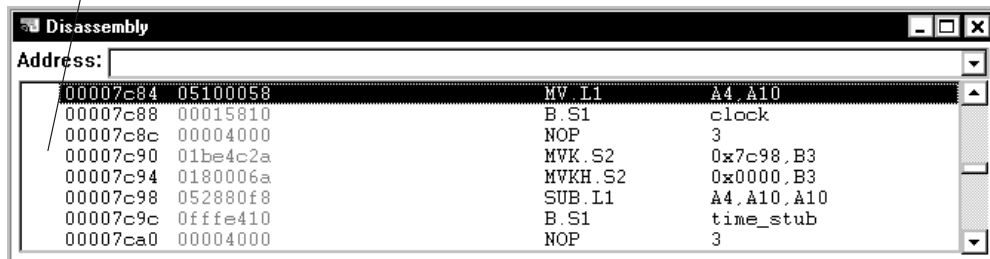 Disassembly
Address:
00007c84 05100058 MV.L1 A4,A10
00007c88 00015810 B.S1 clock
00007c8c 00004000 NOP 3
00007c90 01be4c2a MVK.S2 0x7c98,B3
00007c94 0180006a MVKH.S2 0x0000,B3
00007c98 052880f8 SUB.L1 A4,A10,A10
00007c9c 0fffe410 B.S1 time_stub
00007ca0 00004000 NOP 3